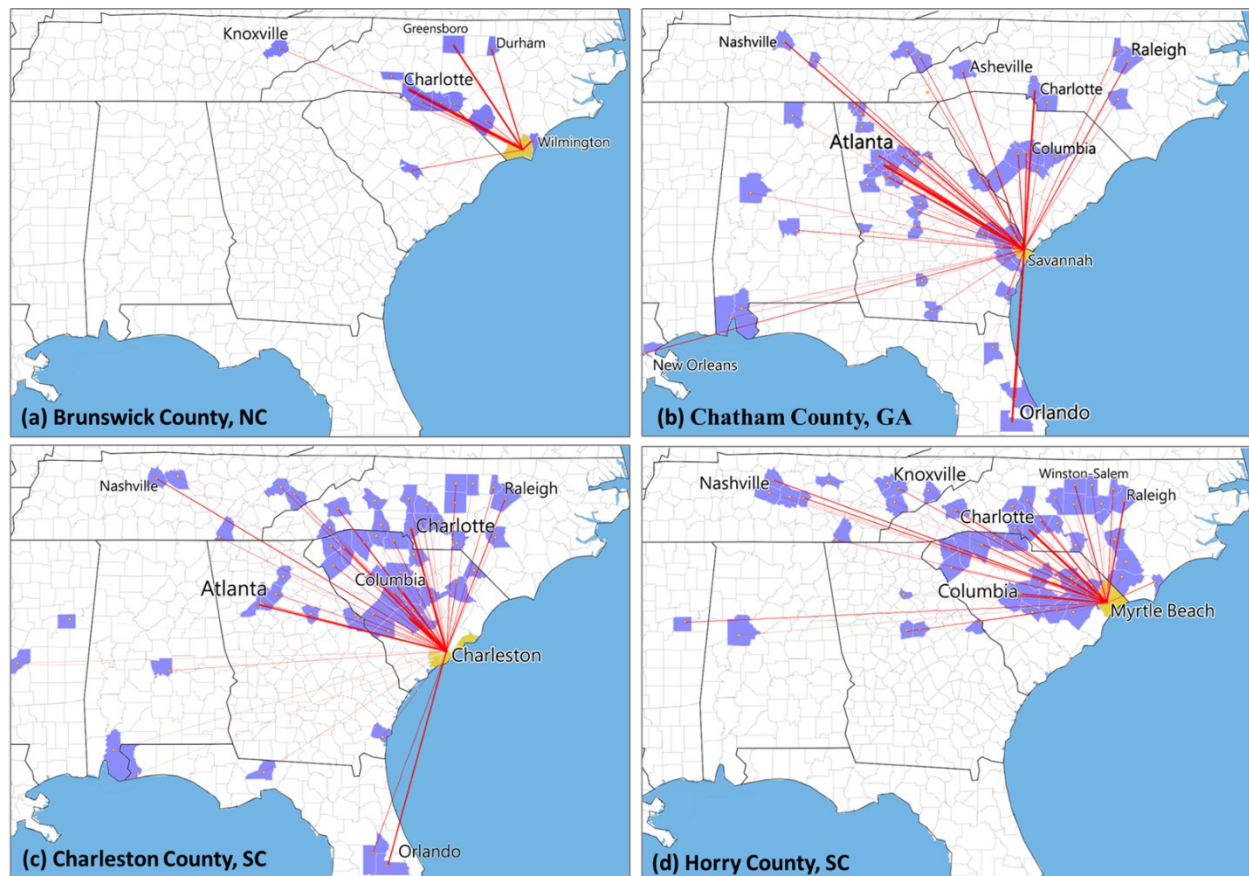 Knoxville
Greensboro
Durham
Charlotte
Wilmington
(a) Brunswick County, NC
Nashville
Raleigh
Asheville
Charlotte
Atlanta
Columbia
Savannah
New Orleans
Orlando
(b) Chatham County, GA
Nashville
Raleigh
Charlotte
Atlanta
Columbia
Charleston
Orlando
(c) Charleston County, SC
Nashville
Knoxville
Winston-Salem
Raleigh
Charlotte
Columbia
Myrtle Beach
(d) Horry County, SC